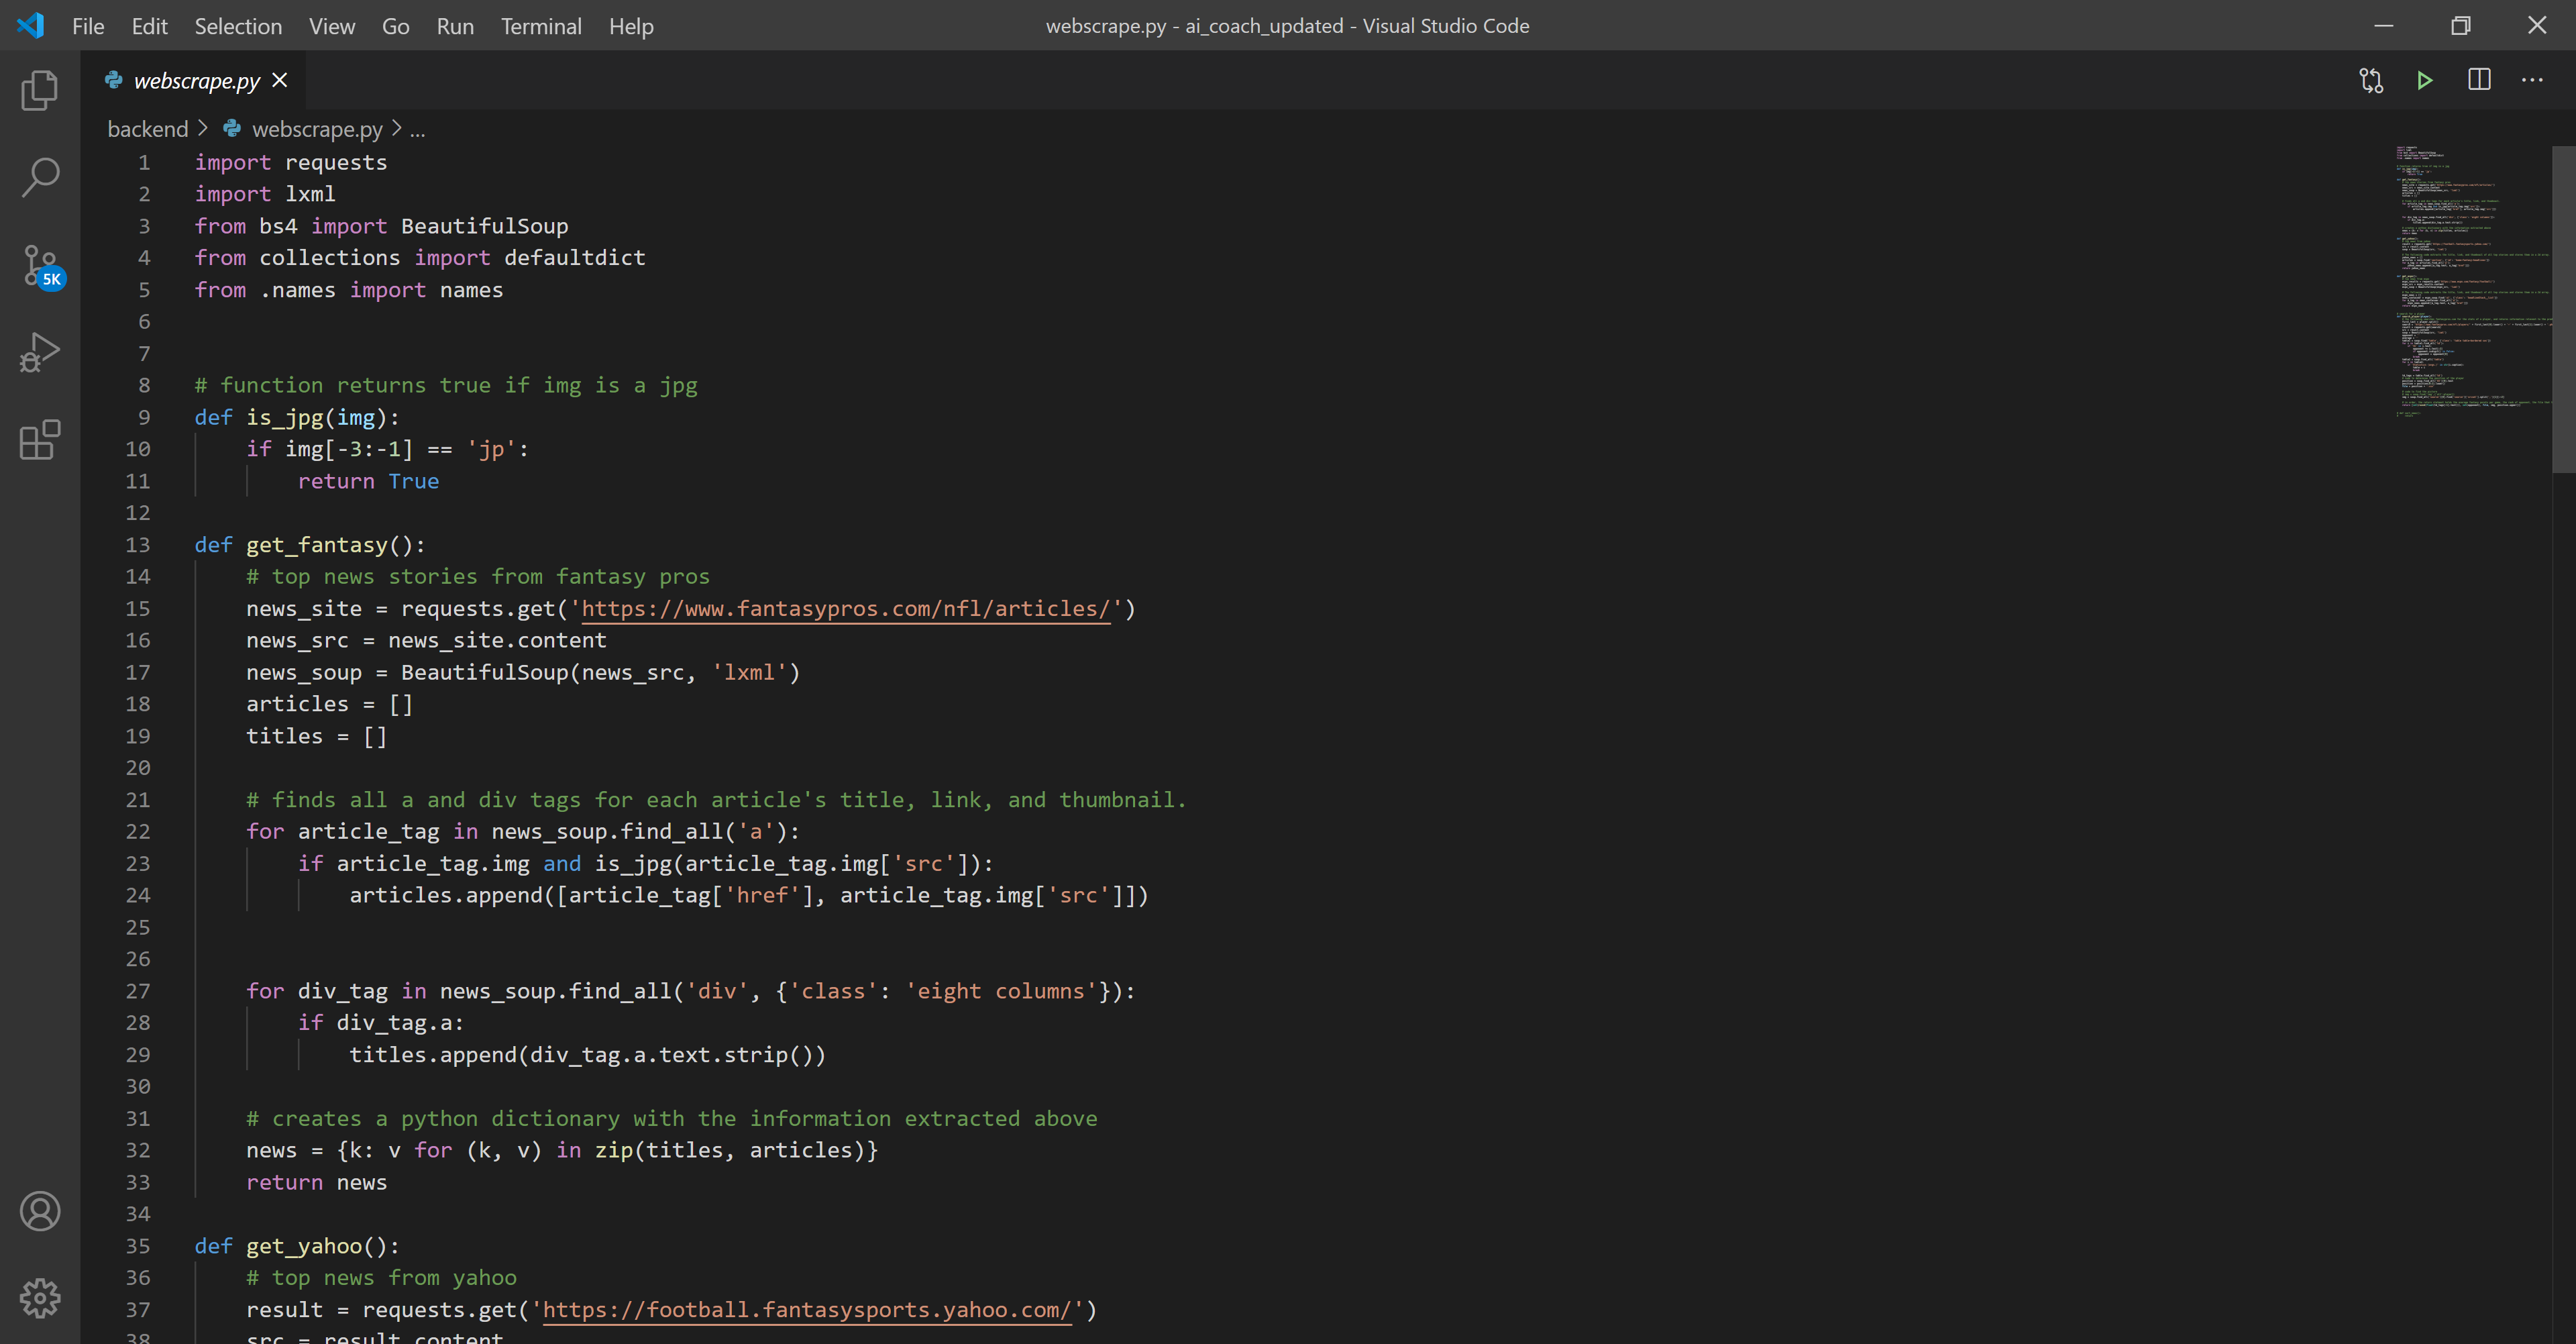 File Edit Selection View Go Run Terminal Help webscrape.py - ai_coach_updated - Visual Studio Code
webscrape.py
backend > webscrape.py > ...
1 import requests
2 import lxml
3 from bs4 import BeautifulSoup
4 from collections import defaultdict
5 from .names import names
6
7
8 # function returns true if img is a jpg
9 def is_jpg(img):
10     if img[-3:-1] == 'jp':
11         return True
12
13 def get_fantasy():
14     # top news stories from fantasy pros
15     news_site = requests.get('https://www.fantasypros.com/nfl/articles/')
16     news_src = news_site.content
17     news_soup = BeautifulSoup(news_src, 'lxml')
18     articles = []
19     titles = []
20
21     # finds all a and div tags for each article's title, link, and thumbnail.
22     for article_tag in news_soup.find_all('a'):
23         if article_tag.img and is_jpg(article_tag.img['src']):
24             articles.append([article_tag['href'], article_tag.img['src']])
25
26
27     for div_tag in news_soup.find_all('div', {'class': 'eight columns'}):
28         if div_tag.a:
29             titles.append(div_tag.a.text.strip())
30
31     # creates a python dictionary with the information extracted above
32     news = {k: v for (k, v) in zip(titles, articles)}
33     return news
34
35 def get_yahoo():
36     # top news from yahoo
37     result = requests.get('https://football.fantasysports.yahoo.com/')
38     src = result.content
5K